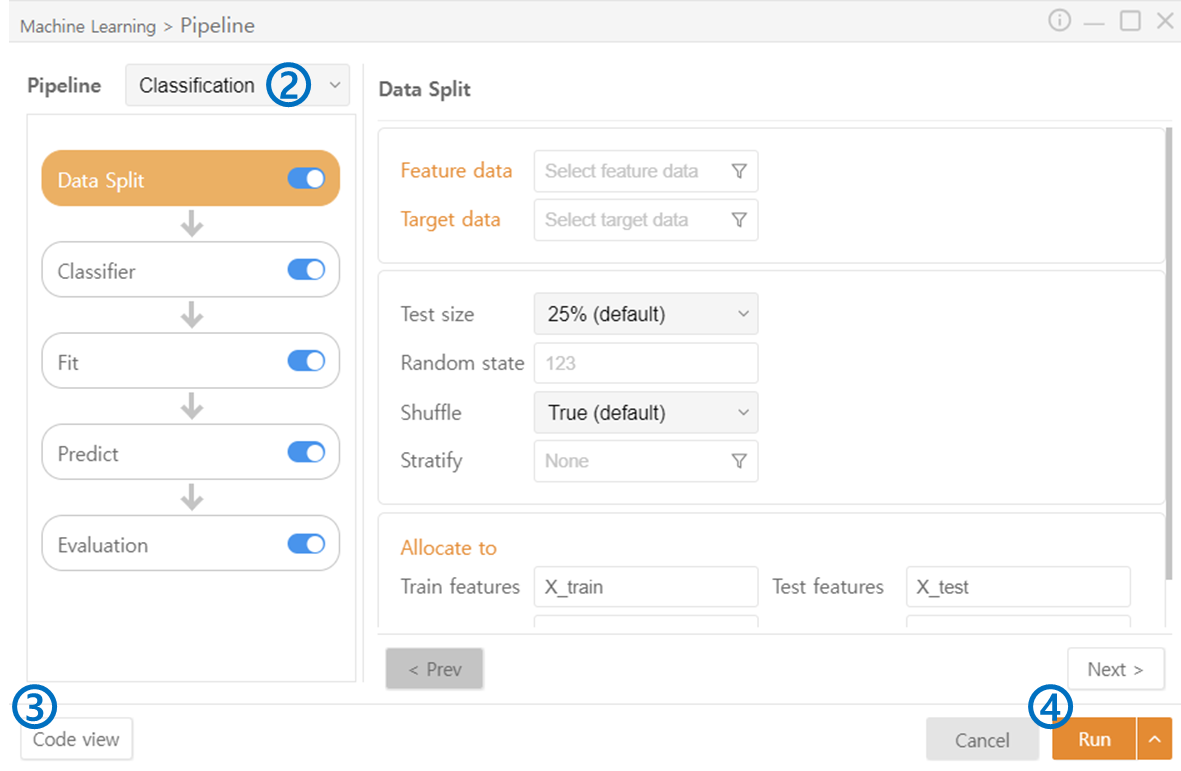 Machine Learning > Pipeline
Pipeline
Classification
②
Data Split
Classifier
Fit
Predict
Evaluation
Data Split
Feature data
Select feature data
Target data
Select target data
Test size
25% (default)
Random state
123
Shuffle
True (default)
Stratify
None
Allocate to
Train features
X_train
Test features
X_test
< Prev
Next >
③
Code view
Cancel
④
Run